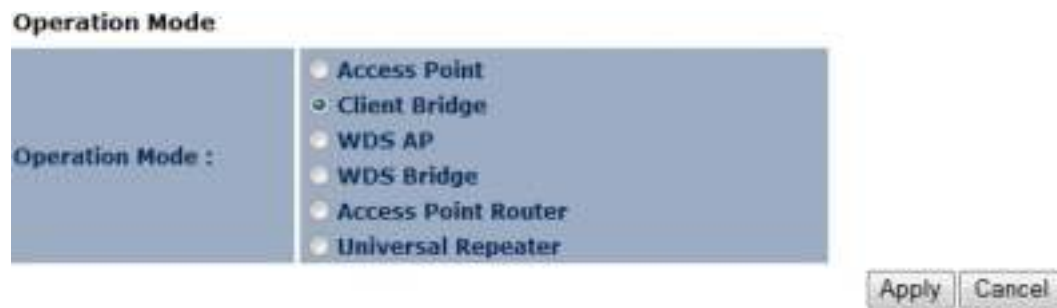 Operation Mode
Operation Mode :
Access Point
Client Bridge
WDS AP
WDS Bridge
Access Point Router
Universal Repeater
Apply Cancel